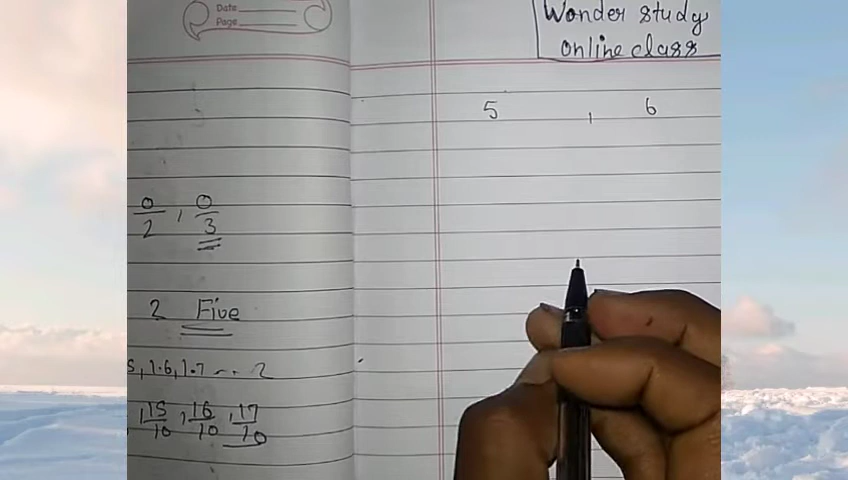 Date
Page
Wonder study
online class
5 , 6
0/2 , 0/3
2 Five
5, 1.6, 1.7 ... 2
, 15/10 , 16/10 , 17/10